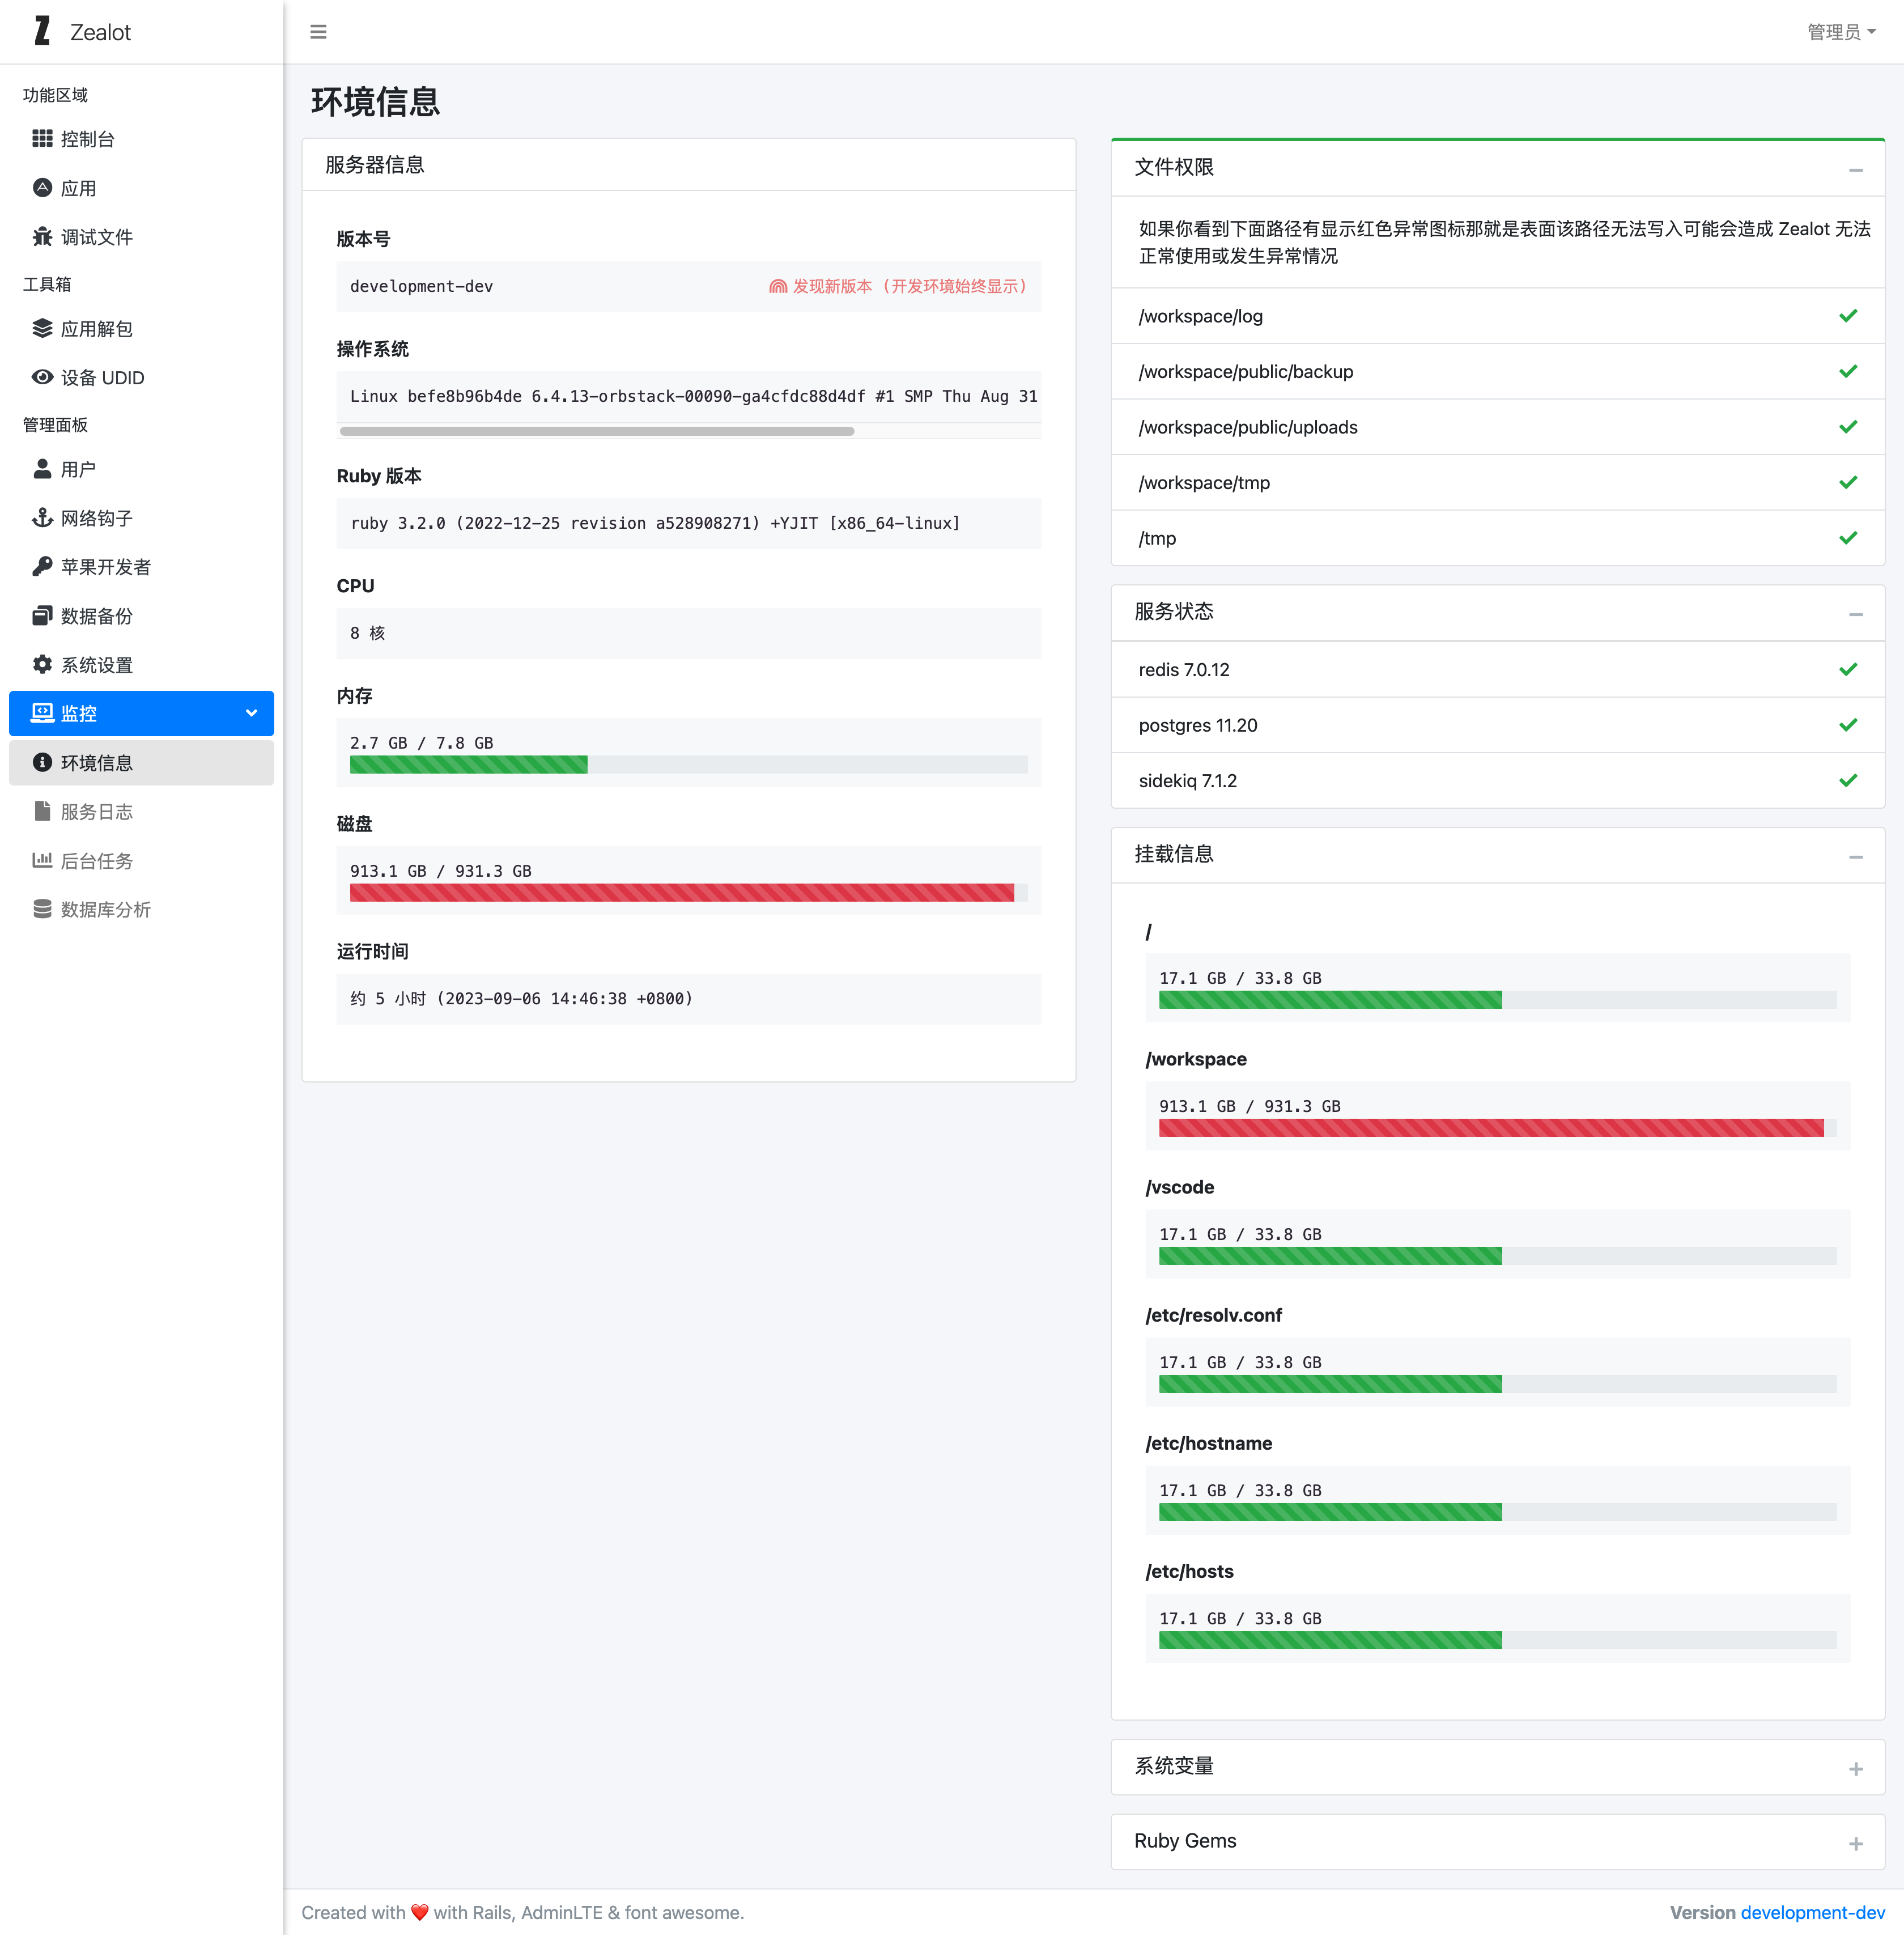 Zealot
管理员
功能区域
控制台
应用
调试文件
工具箱
应用解包
设备 UDID
管理面板
用户
网络钩子
苹果开发者
数据备份
系统设置
监控
环境信息
服务日志
后台任务
数据库分析
环境信息
服务器信息
版本号
development-dev
发现新版本 (开发环境始终显示)
操作系统
Linux befe8b96b4de 6.4.13-orbstack-00090-ga4cfdc88d4df #1 SMP Thu Aug 31
Ruby 版本
ruby 3.2.0 (2022-12-25 revision a528908271) +YJIT [x86_64-linux]
CPU
8 核
内存
2.7 GB / 7.8 GB
磁盘
913.1 GB / 931.3 GB
运行时间
约 5 小时 (2023-09-06 14:46:38 +0800)
文件权限
如果你看到下面路径有显示红色异常图标那就是表面该路径无法写入可能会造成 Zealot 无法
正常使用或发生异常情况
/workspace/log
/workspace/public/backup
/workspace/public/uploads
/workspace/tmp
/tmp
服务状态
redis 7.0.12
postgres 11.20
sidekiq 7.1.2
挂载信息
/
17.1 GB / 33.8 GB
/workspace
913.1 GB / 931.3 GB
/vscode
17.1 GB / 33.8 GB
/etc/resolv.conf
17.1 GB / 33.8 GB
/etc/hostname
17.1 GB / 33.8 GB
/etc/hosts
17.1 GB / 33.8 GB
系统变量
Ruby Gems
Created with ❤️ with Rails, AdminLTE & font awesome.
Version development-dev